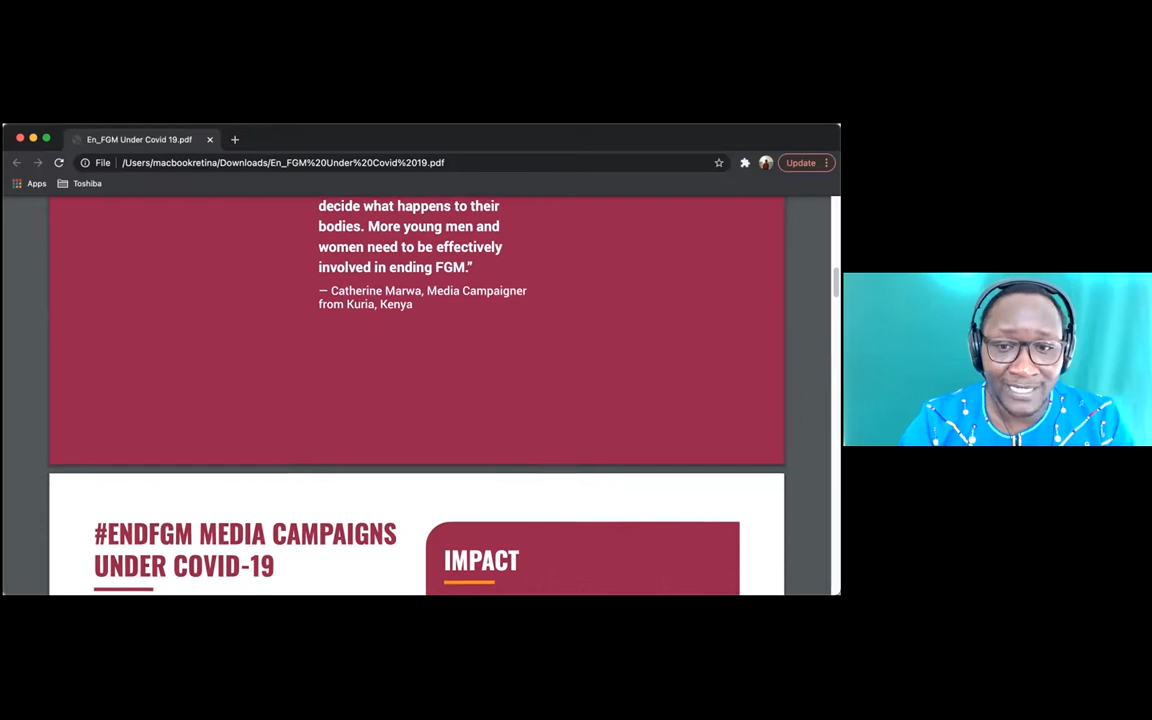 En_FGM Under Covid 19.pdf
File
/Users/macbookretina/Downloads/En_FGM%20Under%20Covid%2019.pdf
Update
Apps
Toshiba
decide what happens to their
bodies. More young men and
women need to be effectively
involved in ending FGM.”
— Catherine Marwa, Media Campaigner
from Kuria, Kenya
#ENDFGM MEDIA CAMPAIGNS
UNDER COVID-19
IMPACT